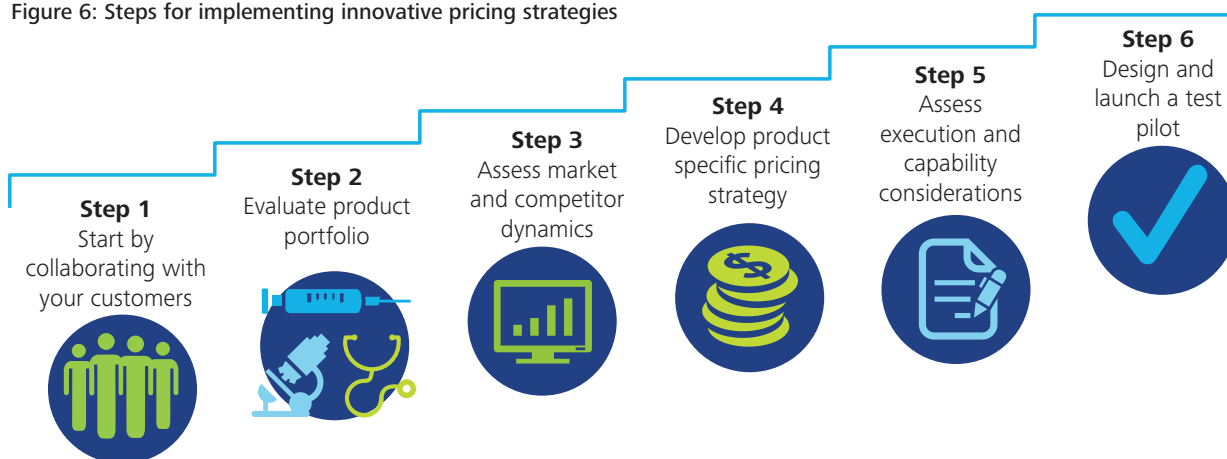 Figure 6: Steps for implementing innovative pricing strategies
Step 1
Start by
collaborating with
your customers
Step 2
Evaluate product
portfolio
Step 3
Assess market
and competitor
dynamics
Step 4
Develop product
specific pricing
strategy
$
Step 5
Assess
execution and
capability
considerations
Step 6
Design and
launch a test
pilot